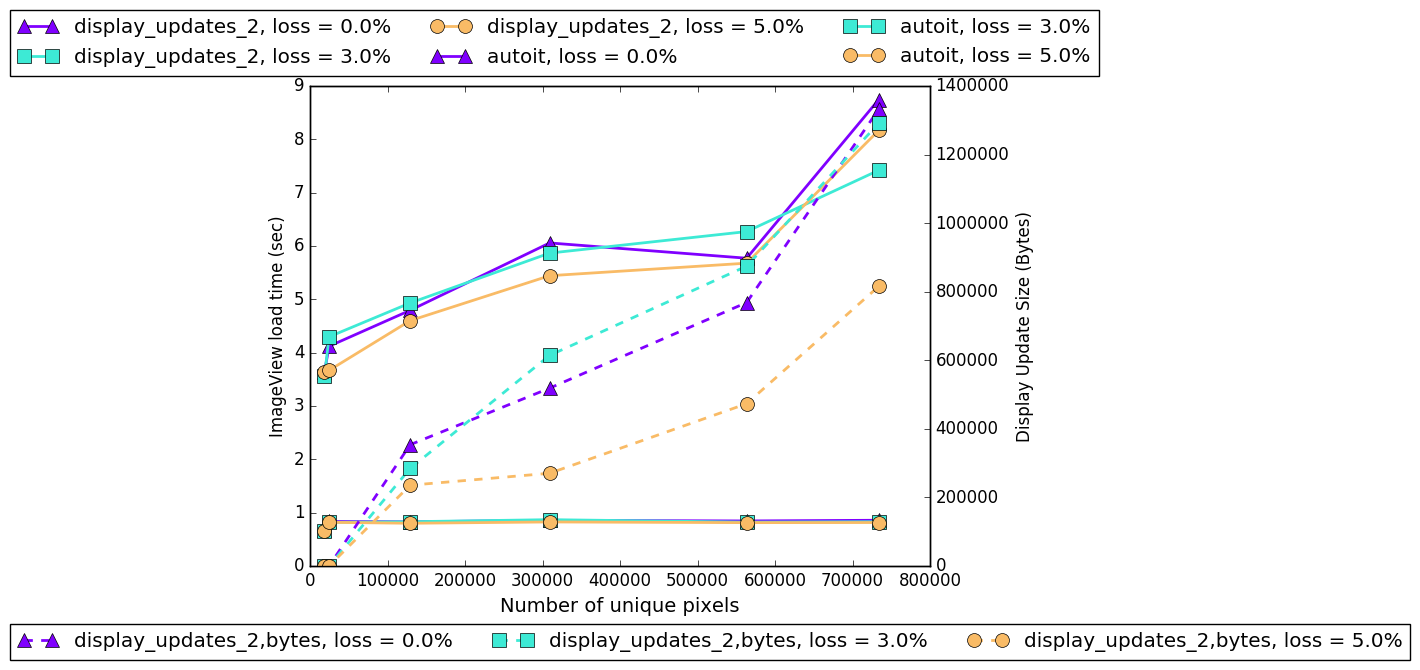 display_updates_2, loss = 0.0% display_updates_2, loss = 5.0% autoit, loss = 3.0%
display_updates_2, loss = 3.0% autoit, loss = 0.0% autoit, loss = 5.0%
9 1400000
8
1200000
7
6 1000000
5 800000
4
600000
3
400000
2
200000
1
0 0
ImageView load time (sec)
Display Update Size (Bytes)
0 100000 200000 300000 400000 500000 600000 700000 800000
Number of unique pixels
display_updates_2,bytes, loss = 0.0% display_updates_2,bytes, loss = 3.0% display_updates_2,bytes, loss = 5.0%